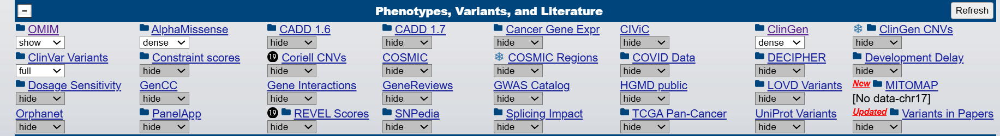 - Phenotypes, Variants, and Literature Refresh
OMIM AlphaMissense CADD 1.6 CADD 1.7 Cancer Gene Expr CIViC ClinGen ClinGen CNVs
show dense hide hide hide hide dense hide
ClinVar Variants Constraint scores 19 Coriell CNVs COSMIC COSMIC Regions COVID Data DECIPHER Development Delay
full hide hide hide hide hide hide hide
Dosage Sensitivity GenCC Gene Interactions GeneReviews GWAS Catalog HGMD public LOVD Variants New MITOMAP
hide hide hide hide hide hide hide [No data-chr17]
Orphanet PanelApp 19 REVEL Scores SNPedia Splicing Impact TCGA Pan-Cancer UniProt Variants Updated Variants in Papers
hide hide hide hide hide hide hide hide